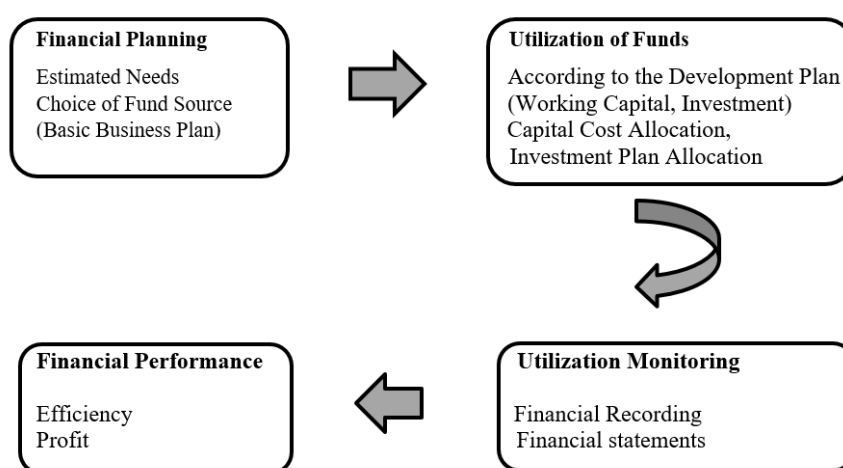 Financial Planning
Estimated Needs
Choice of Fund Source
(Basic Business Plan)
Utilization of Funds
According to the Development Plan
(Working Capital, Investment)
Capital Cost Allocation,
Investment Plan Allocation
Financial Performance
Efficiency
Profit
Utilization Monitoring
Financial Recording
Financial statements